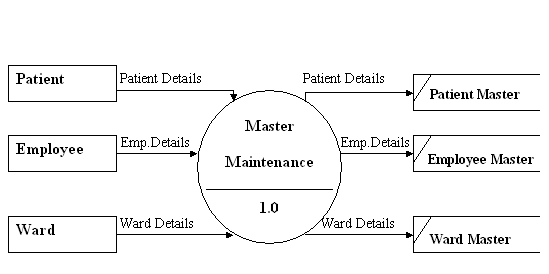 Patient
Patient Details
Patient Details
Patient Master
Master
Maintenance
Employee
Emp.Details
Emp.Details
Employee Master
1.0
Ward
Ward Details
Ward Details
Ward Master